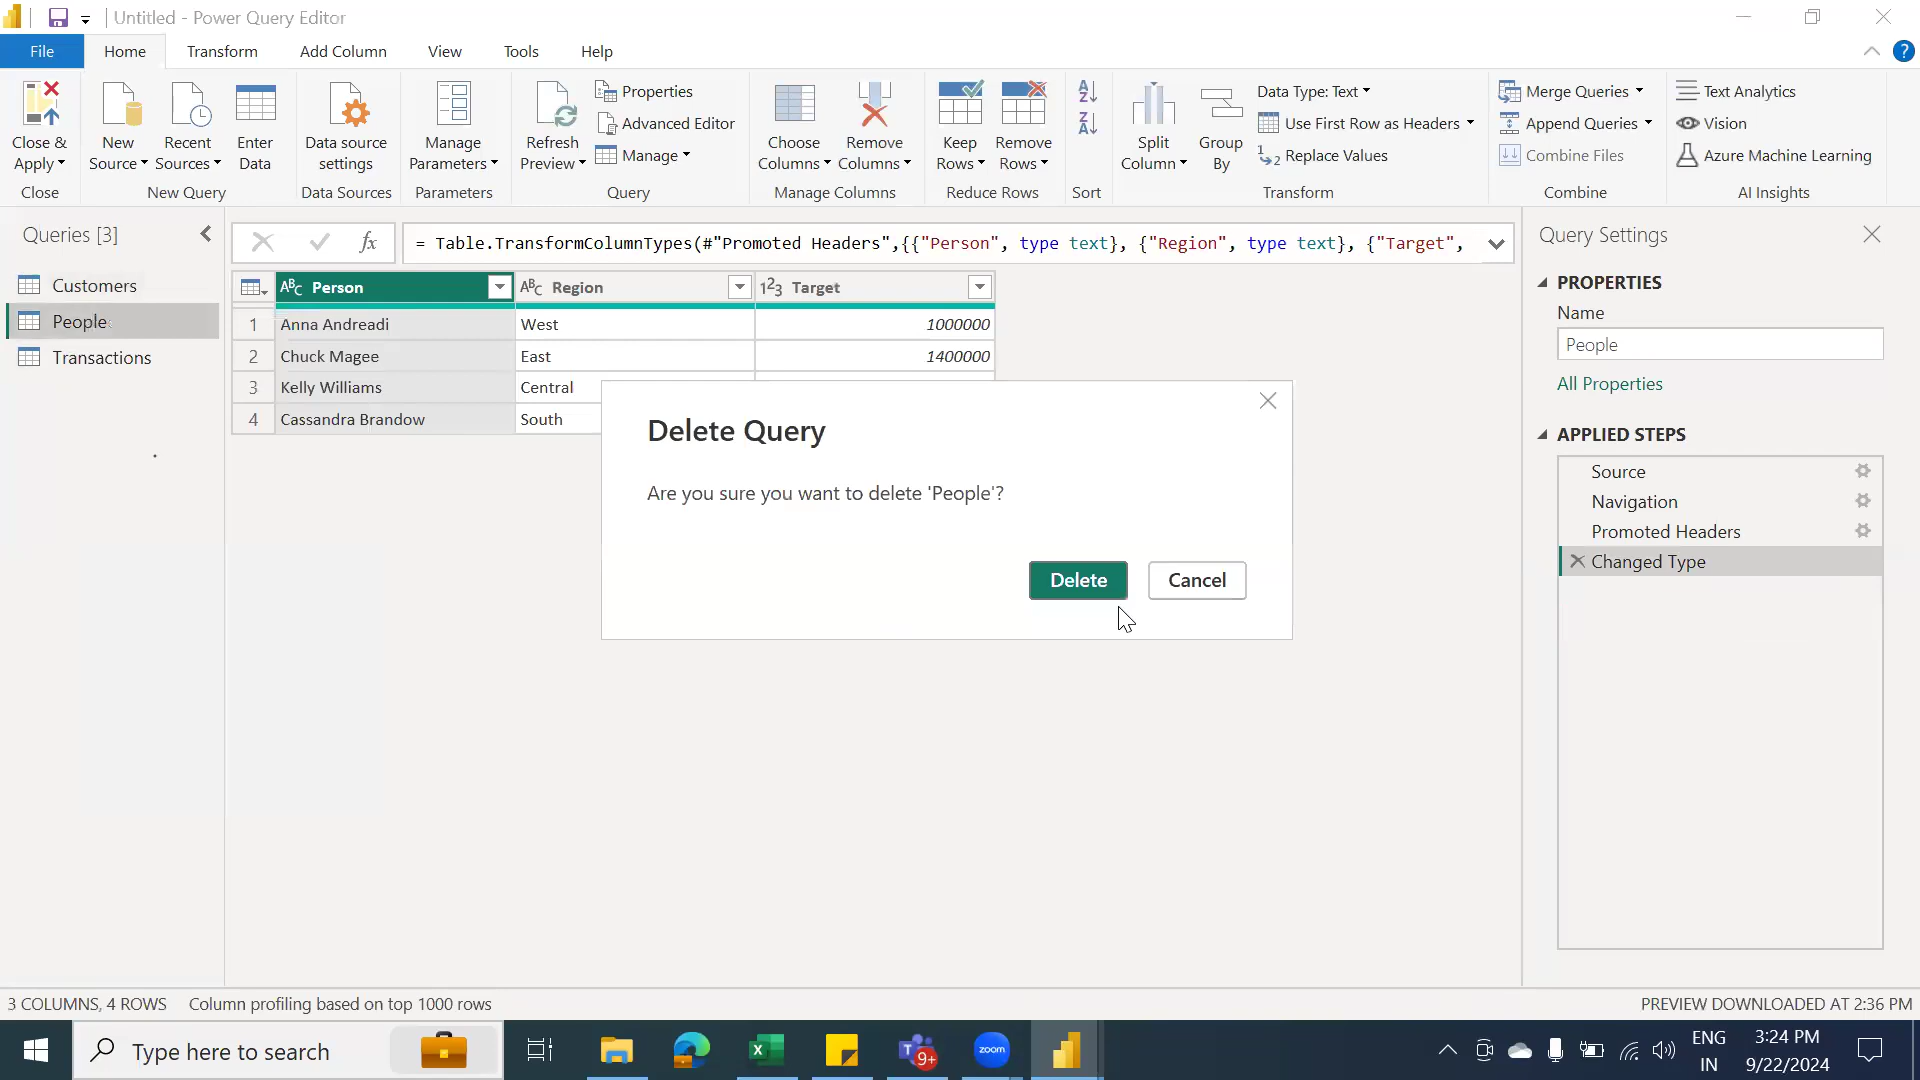 Untitled - Power Query Editor
File Home Transform Add Column View Tools Help
Close & Apply
Close
New Source
Recent Sources
Enter Data
New Query
Data source settings
Data Sources
Manage Parameters
Parameters
Refresh Preview
Properties
Advanced Editor
Manage
Query
Choose Columns
Remove Columns
Manage Columns
Keep Rows
Remove Rows
Reduce Rows
Sort
Split Column
Group By
Data Type: Text
Use First Row as Headers
Replace Values
Transform
Merge Queries
Append Queries
Combine Files
Combine
Text Analytics
Vision
Azure Machine Learning
AI Insights
Queries [3]
Customers
People
Transactions
fx = Table.TransformColumnTypes(#"Promoted Headers",{{"Person", type text}, {"Region", type text}, {"Target",
ABC Person ABC Region 123 Target
1 Anna Andreadi West 1000000
2 Chuck Magee East 1400000
3 Kelly Williams Central
4 Cassandra Brandow South
Delete Query
Are you sure you want to delete 'People'?
Delete Cancel
Query Settings
PROPERTIES
Name
People
All Properties
APPLIED STEPS
Source
Navigation
Promoted Headers
Changed Type
3 COLUMNS, 4 ROWS Column profiling based on top 1000 rows PREVIEW DOWNLOADED AT 2:36 PM
Type here to search
9+
zoom
ENG
IN
3:24 PM
9/22/2024